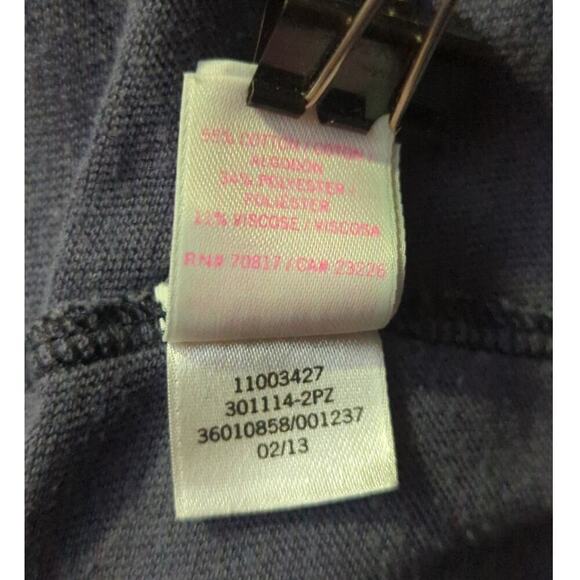 55% COTTON / COTON /
ALGODON
34% POLYESTER /
POLIESTER
11% VISCOSE / VISCOSA
RN# 70817 / CA# 23226
11003427
301114-2PZ
36010858/001237
02/13